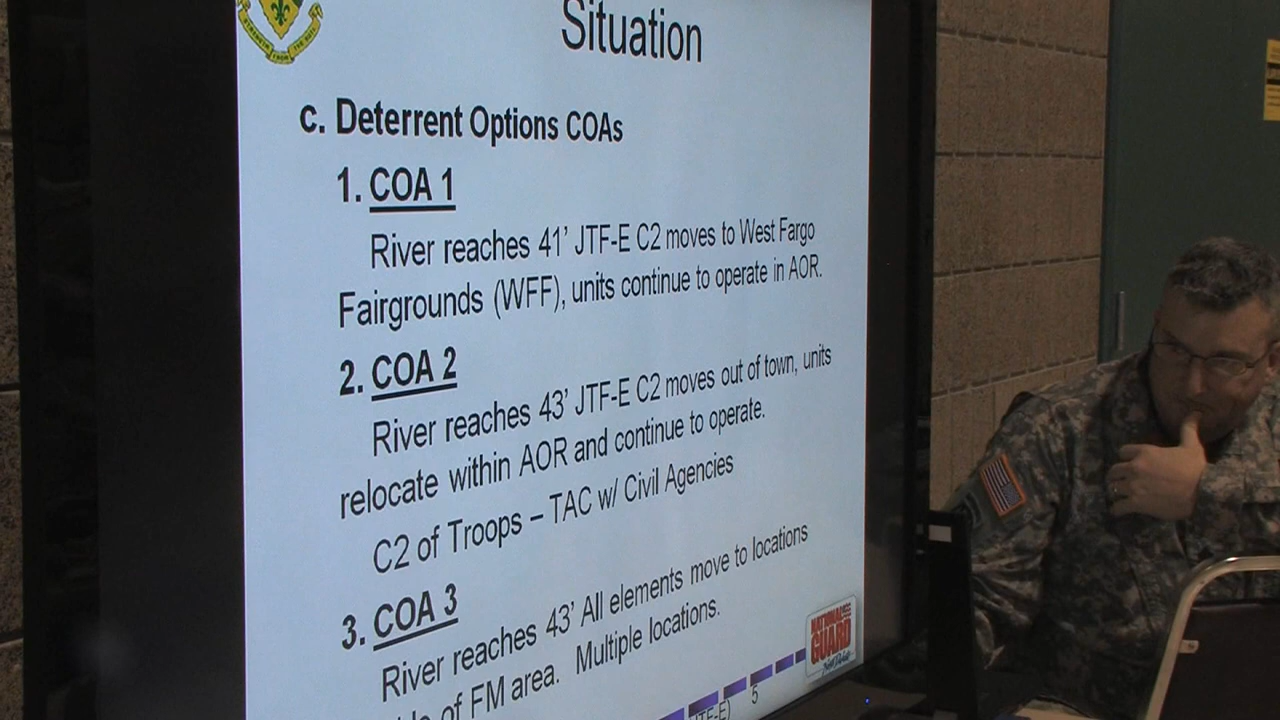 Situation
c. Deterrent Options COAs
1. COA 1
River reaches 41' JTF-E C2 moves to West Fargo
Fairgrounds (WFF), units continue to operate in AOR.
2. COA 2
River reaches 43' JTF-E C2 moves out of town, units
relocate within AOR and continue to operate.
C2 of Troops – TAC w/ Civil Agencies
3. COA 3
River reaches 43' All elements move to locations
of FM area. Multiple locations.
NATIONAL
GUARD
5